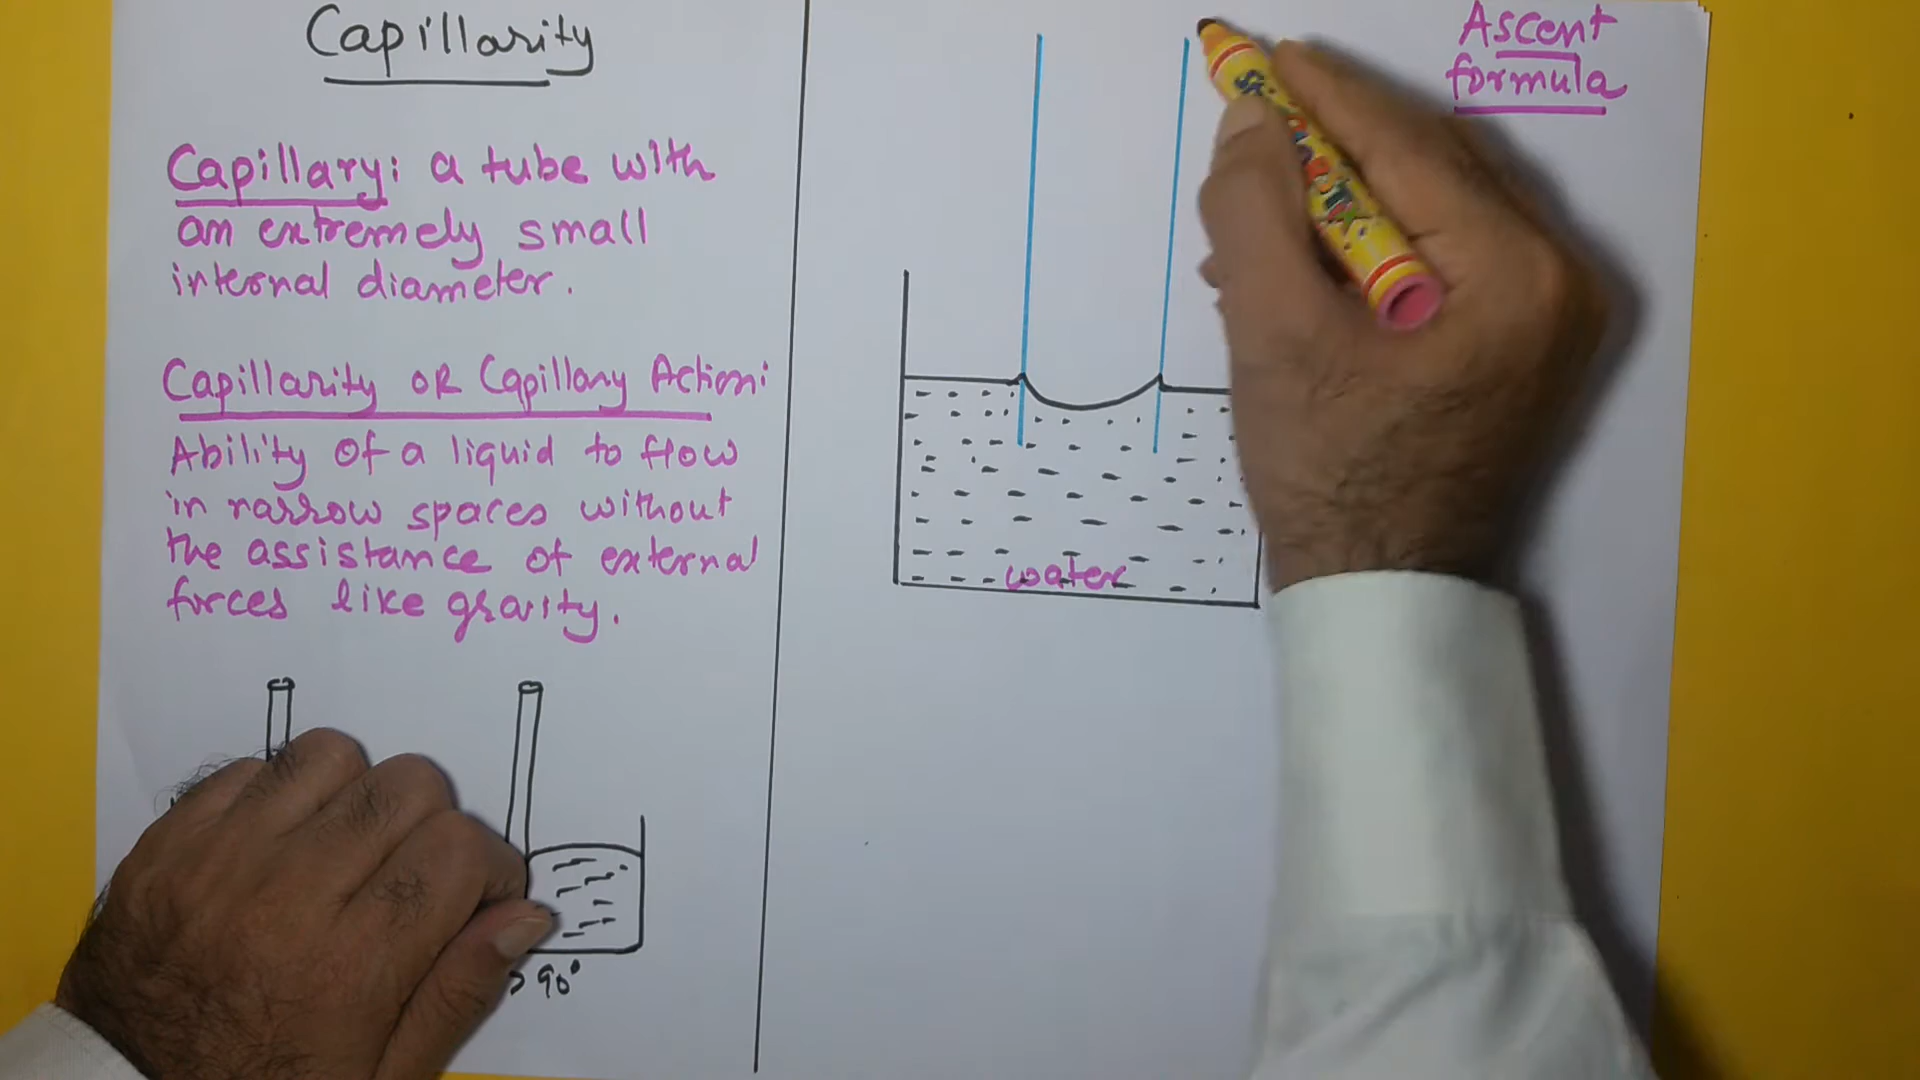 Capillarity
Capillary: a tube with
an extremely small
internal diameter.
Capillarity OR Capillary Action:
Ability of a liquid to flow
in narrow spaces without
the assistance of external
forces like gravity.
> 90°
Ascent
formula
water